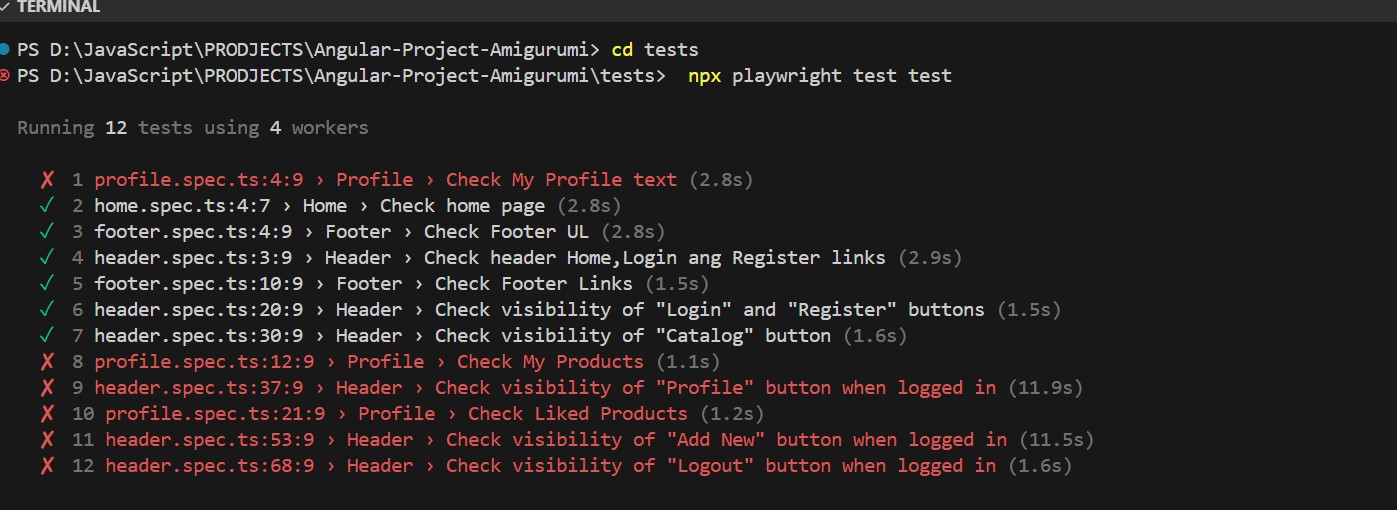 TERMINAL
PS D:\JavaScript\PRODJECTS\Angular-Project-Amigurumi> cd tests
PS D:\JavaScript\PRODJECTS\Angular-Project-Amigurumi\tests>  npx playwright test test
Running 12 tests using 4 workers
✗ 1 profile.spec.ts:4:9 › Profile › Check My Profile text (2.8s)
✓ 2 home.spec.ts:4:7 › Home › Check home page (2.8s)
✓ 3 footer.spec.ts:4:9 › Footer › Check Footer UL (2.8s)
✓ 4 header.spec.ts:3:9 › Header › Check header Home,Login ang Register links (2.9s)
✓ 5 footer.spec.ts:10:9 › Footer › Check Footer Links (1.5s)
✓ 6 header.spec.ts:20:9 › Header › Check visibility of "Login" and "Register" buttons (1.5s)
✓ 7 header.spec.ts:30:9 › Header › Check visibility of "Catalog" button (1.6s)
✗ 8 profile.spec.ts:12:9 › Profile › Check My Products (1.1s)
✗ 9 header.spec.ts:37:9 › Header › Check visibility of "Profile" button when logged in (11.9s)
✗ 10 profile.spec.ts:21:9 › Profile › Check Liked Products (1.2s)
✗ 11 header.spec.ts:53:9 › Header › Check visibility of "Add New" button when logged in (11.5s)
✗ 12 header.spec.ts:68:9 › Header › Check visibility of "Logout" button when logged in (1.6s)